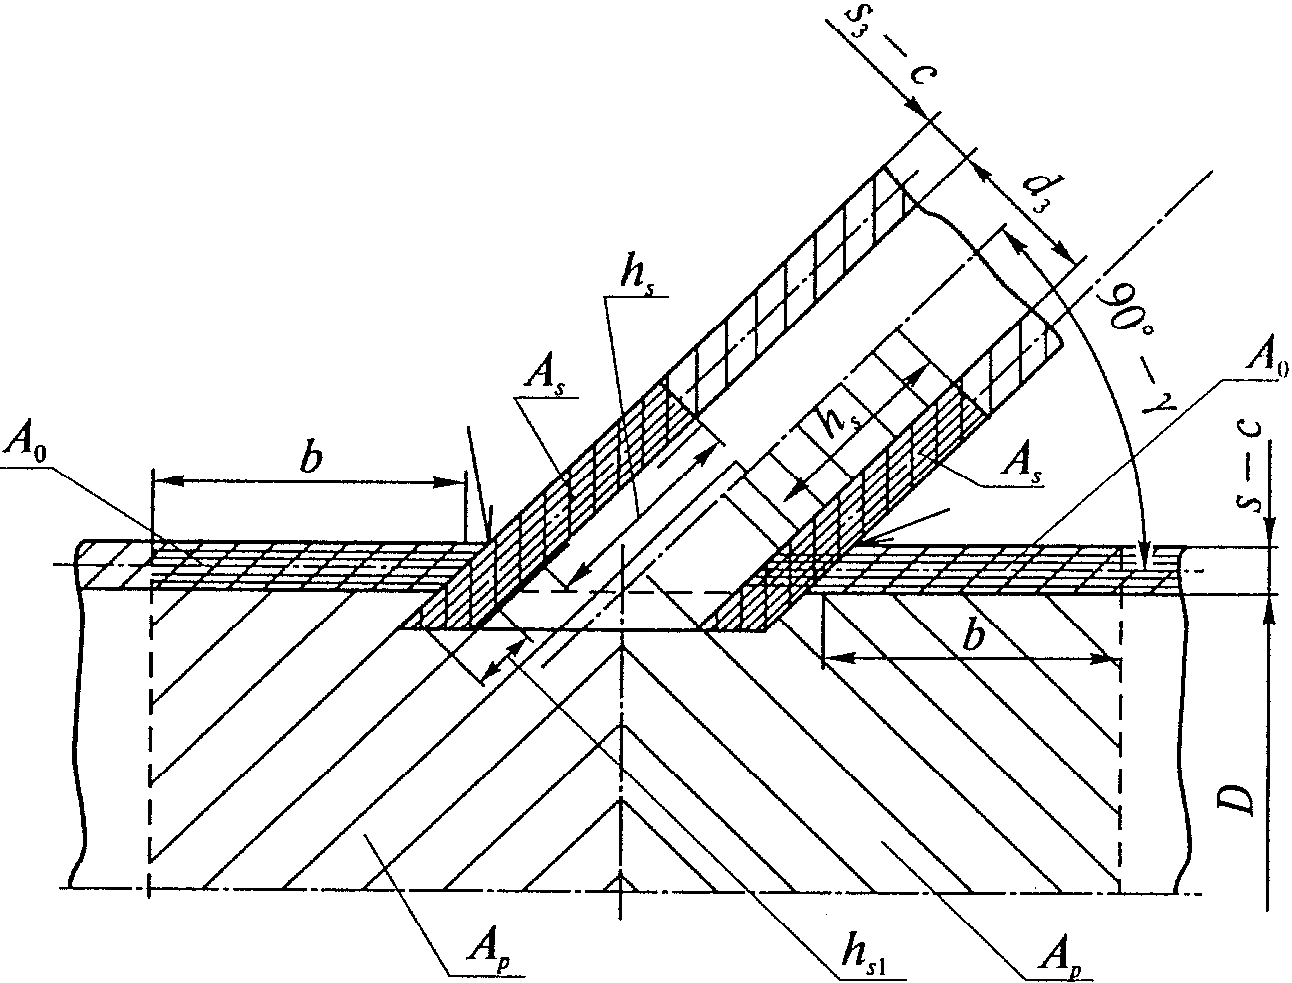 s₃ – c
d₃
hₛ
90° – γ
Aₛ
A₀
hₛ
A₀
b
Aₛ
s – c
b
D
Aₚ
hₛ₁
Aₚ